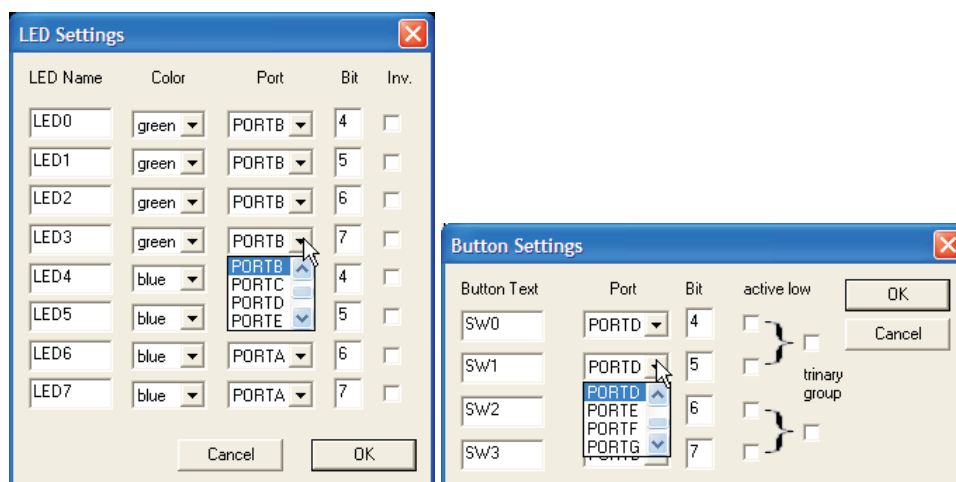 LED Settings
LED Name Color Port Bit Inv.
LED0 green PORTB 4
LED1 green PORTB 5
LED2 green PORTB 6
LED3 green PORTB 7
PORTB
PORTC
PORTD
PORTE
LED4 blue 4
LED5 blue 5
LED6 blue PORTA 6
LED7 blue PORTA 7
Cancel OK
Button Settings
Button Text Port Bit active low
OK
Cancel
SW0 PORTD 4
SW1 PORTD 5
PORTD
PORTE
PORTF
PORTG
trinary
group
SW2 6
SW3 7